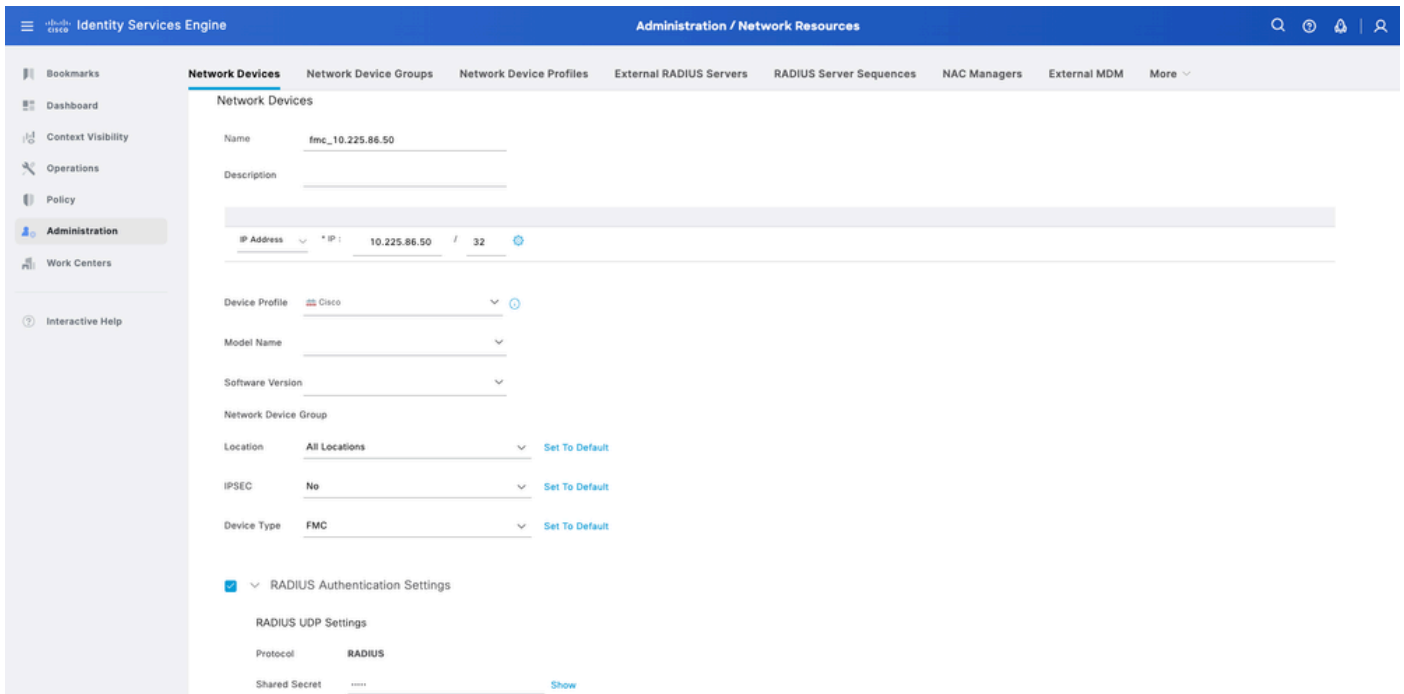 cisco Identity Services Engine
Administration / Network Resources
Bookmarks
Dashboard
Context Visibility
Operations
Policy
Administration
Work Centers
Interactive Help
Network Devices Network Device Groups Network Device Profiles External RADIUS Servers RADIUS Server Sequences NAC Managers External MDM More
Network Devices
Name fmc_10.225.86.50
Description
IP Address * IP : 10.225.86.50 / 32
Device Profile Cisco
Model Name
Software Version
Network Device Group
Location All Locations Set To Default
IPSEC No Set To Default
Device Type FMC Set To Default
RADIUS Authentication Settings
RADIUS UDP Settings
Protocol RADIUS
Shared Secret ····· Show